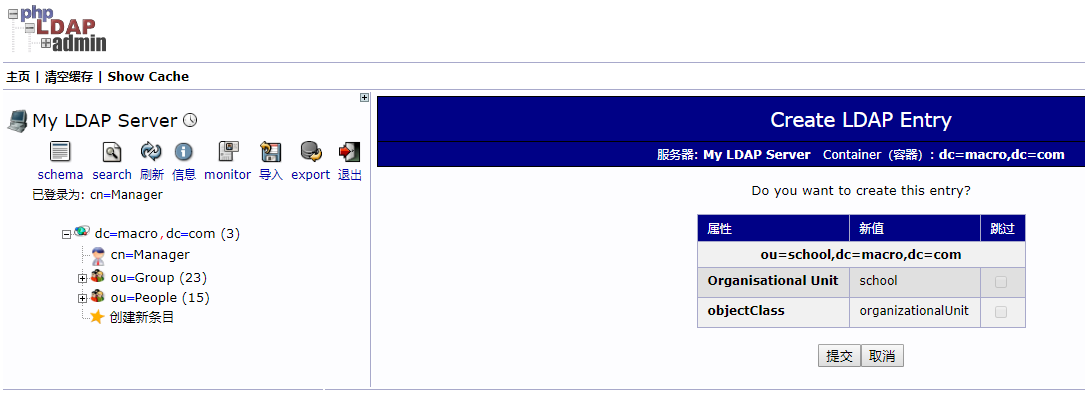 php
LDAP
admin
主页 | 清空缓存 | Show Cache
My LDAP Server
schema search 刷新 信息 monitor 导入 export 退出
已登录为: cn=Manager
dc=macro,dc=com (3)
cn=Manager
ou=Group (23)
ou=People (15)
创建新条目
Create LDAP Entry
服务器: My LDAP Server Container (容器) : dc=macro,dc=com
Do you want to create this entry?
属性 新值 跳过
ou=school,dc=macro,dc=com
Organisational Unit school
objectClass organizationalUnit
提交 取消